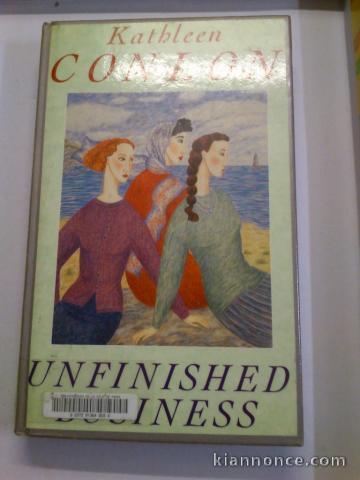 Kathleen
CONLON
UNFINISHED
BUSINESS
kiannonce.com